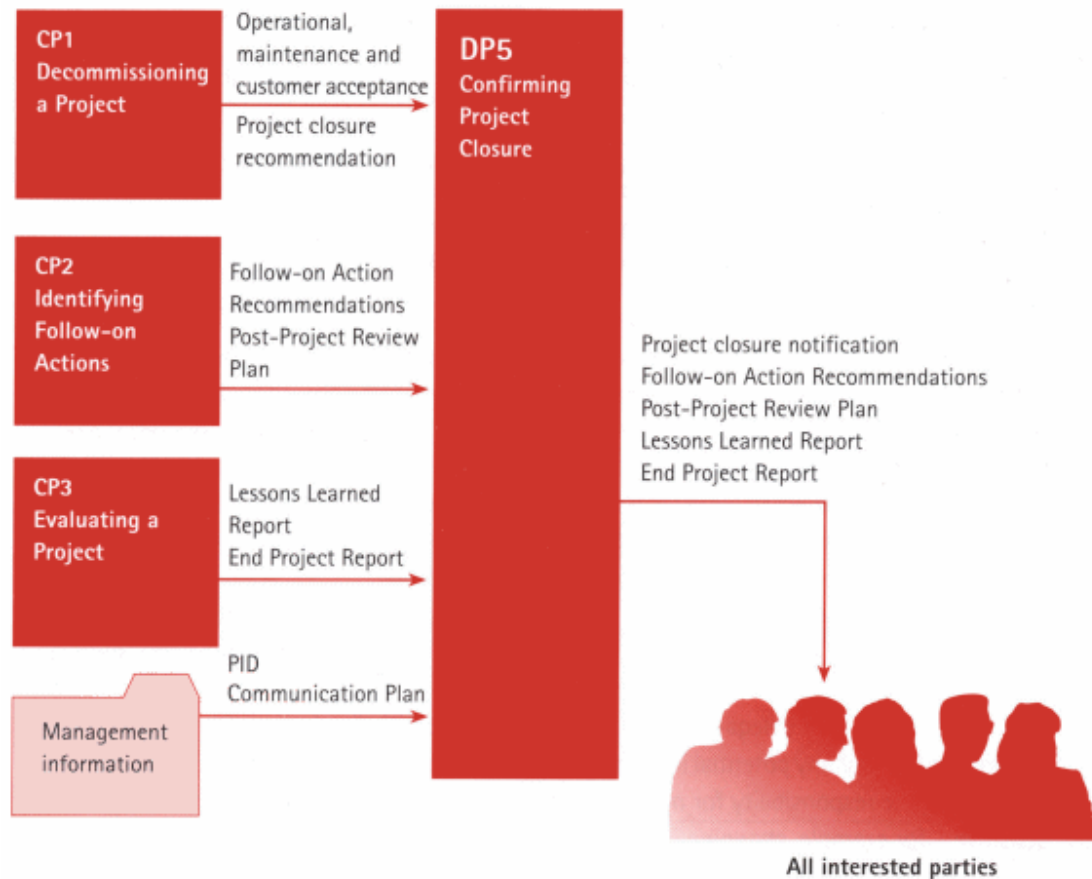 CP1
Decommissioning
a Project
Operational,
maintenance and
customer acceptance
Project closure
recommendation
DP5
Confirming
Project
Closure
CP2
Identifying
Follow-on
Actions
Follow-on Action
Recommendations
Post-Project Review
Plan
Project closure notification
Follow-on Action Recommendations
Post-Project Review Plan
Lessons Learned Report
End Project Report
CP3
Evaluating a
Project
Lessons Learned
Report
End Project Report
PID
Communication Plan
Management
information
All interested parties